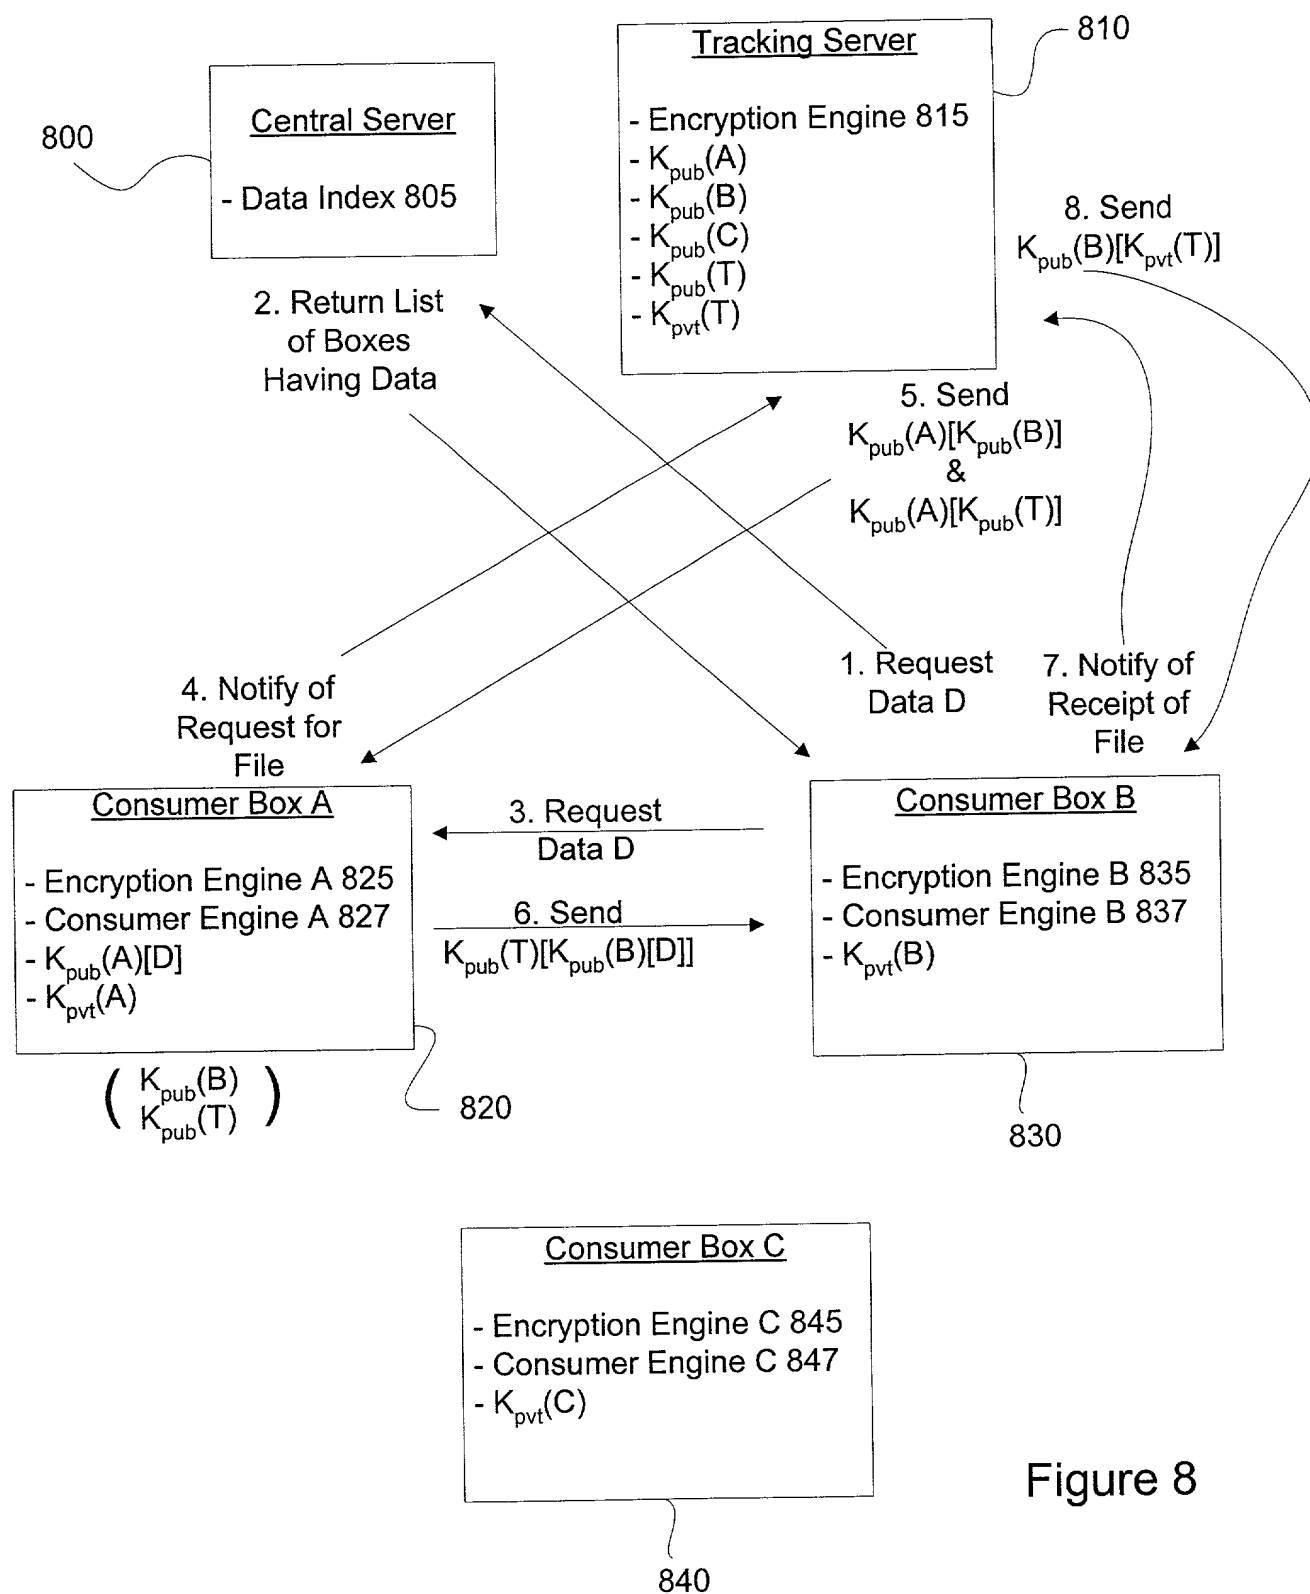 810
Tracking Server
- Encryption Engine 815
- Kpub(A)
- Kpub(B)
- Kpub(C)
- Kpub(T)
- Kpvt(T)
800
Central Server
- Data Index 805
8. Send
Kpub(B)[Kpvt(T)]
2. Return List
of Boxes
Having Data
5. Send
Kpub(A)[Kpub(B)]
&
Kpub(A)[Kpub(T)]
4. Notify of
Request for
File
1. Request
Data D
7. Notify of
Receipt of
File
Consumer Box A
- Encryption Engine A 825
- Consumer Engine A 827
- Kpub(A)[D]
- Kpvt(A)
( Kpub(B)
Kpub(T) )
820
3. Request
Data D
6. Send
Kpub(T)[Kpub(B)[D]]
Consumer Box B
- Encryption Engine B 835
- Consumer Engine B 837
- Kpvt(B)
830
Consumer Box C
- Encryption Engine C 845
- Consumer Engine C 847
- Kpvt(C)
840
Figure 8